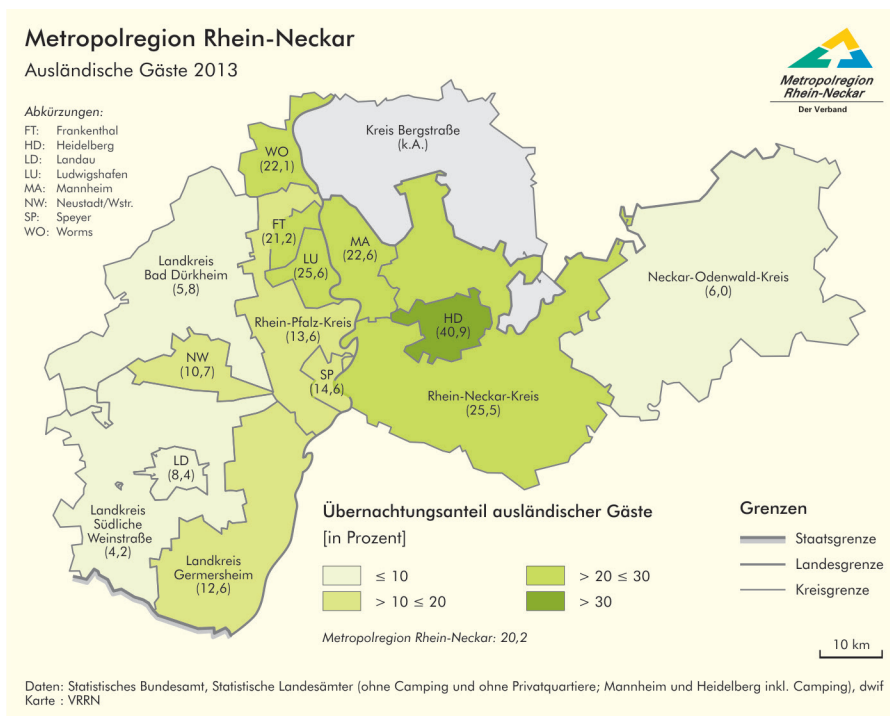 Metropolregion Rhein-Neckar
Ausländische Gäste 2013
Metropolregion
Rhein-Neckar
Der Verband
Abkürzungen:
FT: Frankenthal
HD: Heidelberg
LD: Landau
LU: Ludwigshafen
MA: Mannheim
NW: Neustadt/Wstr.
SP: Speyer
WO: Worms
Kreis Bergstraße
(k.A.)
WO
(22,1)
FT
(21,2)
LU
(25,6)
MA
(22,6)
Landkreis
Bad Dürkheim
(5,8)
Neckar-Odenwald-Kreis
(6,0)
HD
(40,9)
Rhein-Pfalz-Kreis
(13,6)
NW
(10,7)
SP
(14,6)
Rhein-Neckar-Kreis
(25,5)
LD
(8,4)
Landkreis
Südliche
Weinstraße
(4,2)
Landkreis
Germersheim
(12,6)
Übernachtungsanteil ausländischer Gäste
[in Prozent]
≤ 10
> 10 ≤ 20
> 20 ≤ 30
> 30
Metropolregion Rhein-Neckar: 20,2
Grenzen
Staatsgrenze
Landesgrenze
Kreisgrenze
10 km
Daten: Statistisches Bundesamt, Statistische Landesämter (ohne Camping und ohne Privatquartiere; Mannheim und Heidelberg inkl. Camping), dwif
Karte : VRRN